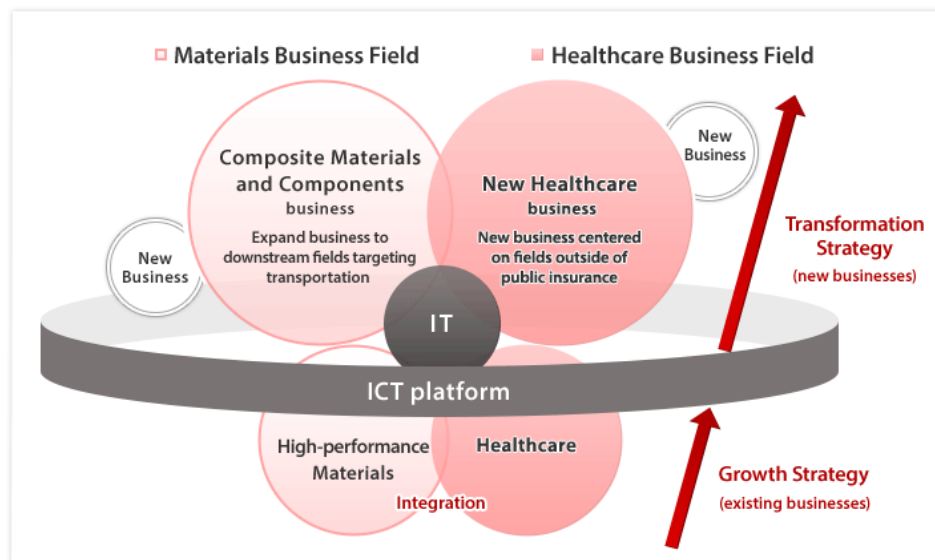 Materials Business Field
Healthcare Business Field
New
Business
Composite Materials
and Components
business
Expand business to
downstream fields targeting
transportation
New Healthcare
business
New business centered
on fields outside of
public insurance
New
Business
Transformation
Strategy
(new businesses)
IT
ICT platform
High-performance
Materials
Healthcare
Integration
Growth Strategy
(existing businesses)